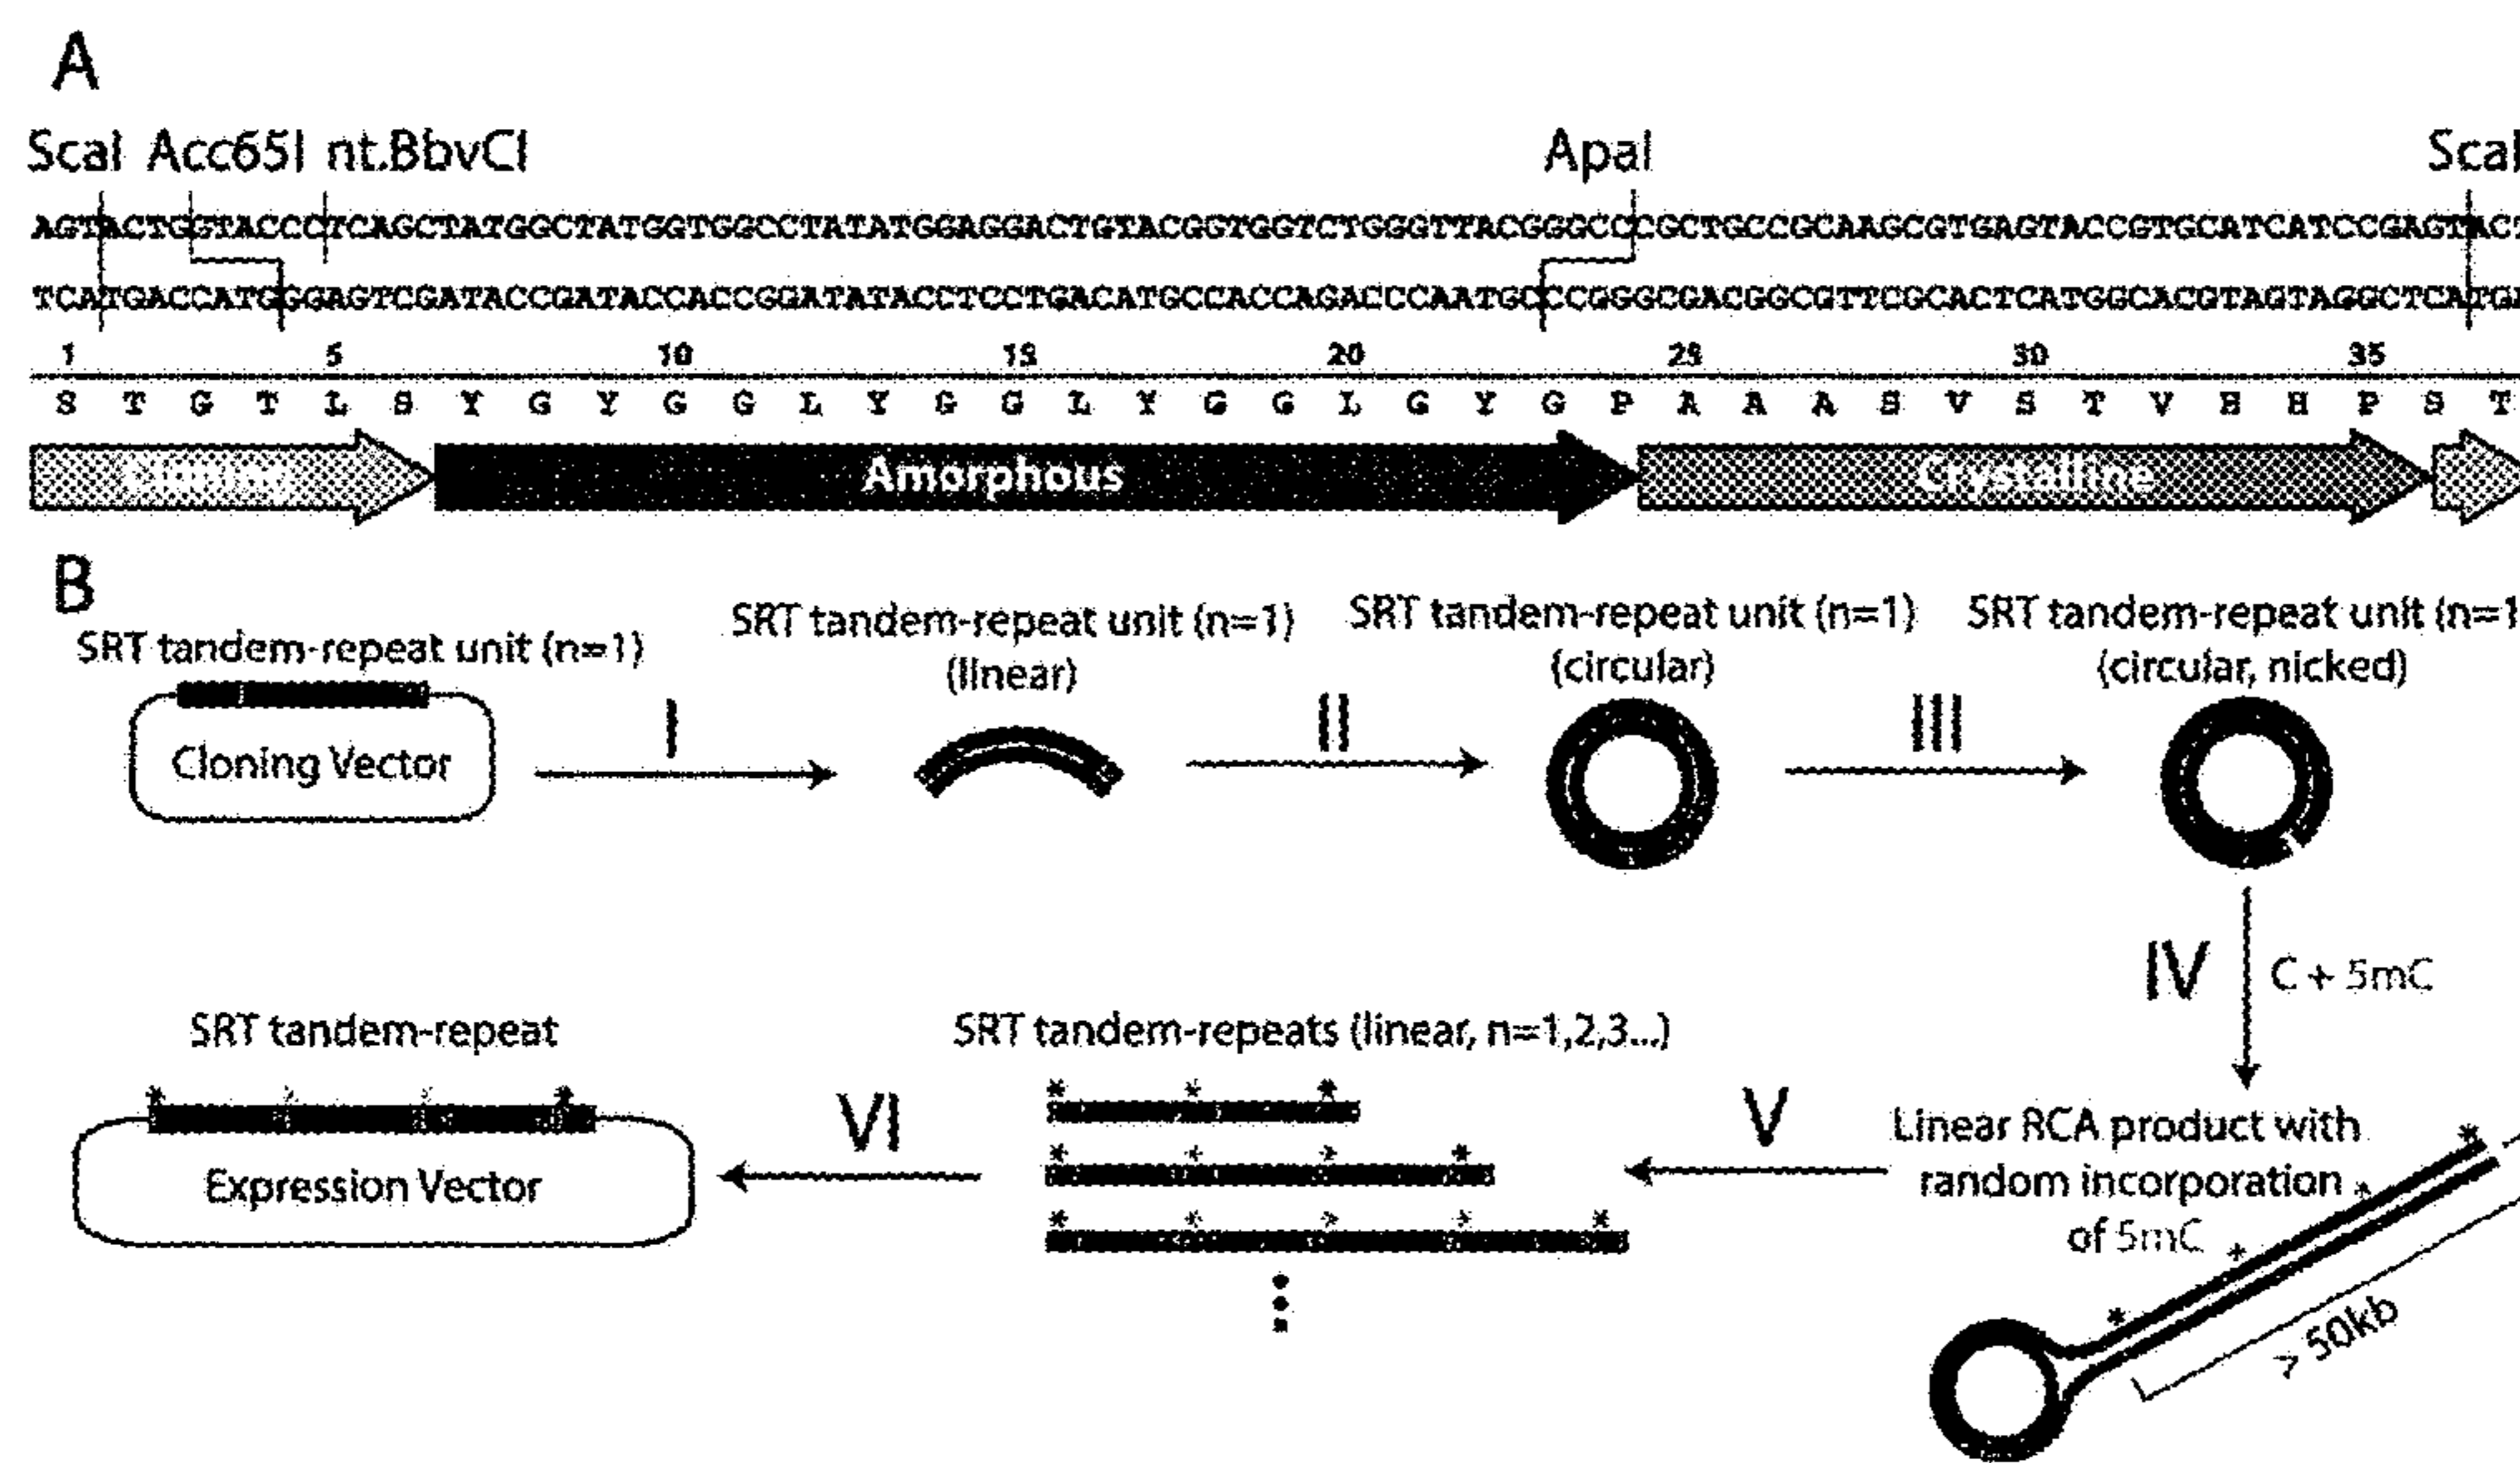 A
ScaI Acc65I nt.BbvCI ApaI ScaI
AGTACTGGTACCCTCAGCTATGGCTATGGTGGCCTATATGGAGGACTGTACGGTGGTCTGGGTTACGGGCCCGCTGCCGCAAGCGTGAGTACCGTGCATCATCCGAGTACT
TCATGACCATGGGAGTCGATACCGATACCACCGGATATACCTCCTGACATGCCACCAGACCCAATGCCCGGGCGACGGCGTTCGCACTCATGGCACGTAGTAGGCTCATGA
1 5 10 15 20 25 30 35
S T G T L S Y G Y G G L Y G G L Y G G L G Y G P A A A S V S T V H H P S T
Cloning Amorphous Crystalline
B
SRT tandem-repeat unit (n=1)
Cloning Vector
I
SRT tandem-repeat unit (n=1)
(linear)
II
SRT tandem-repeat unit (n=1)
(circular)
III
SRT tandem-repeat unit (n=1
(circular, nicked)
IV
C + 5mC
Linear RCA product with
random incorporation
of 5mC
* * * *
> 50kb
V
SRT tandem-repeats (linear, n=1,2,3...)
* * *
* * * *
* * * * *
VI
SRT tandem-repeat
* * * *
Expression Vector